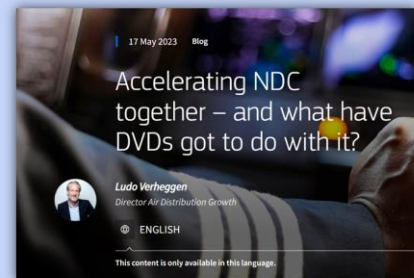 17 May 2023 Blog
Accelerating NDC
together – and what have
DVDs got to do with it?
Ludo Verheggen
Director Air Distribution Growth
ENGLISH
This content is only available in this language.